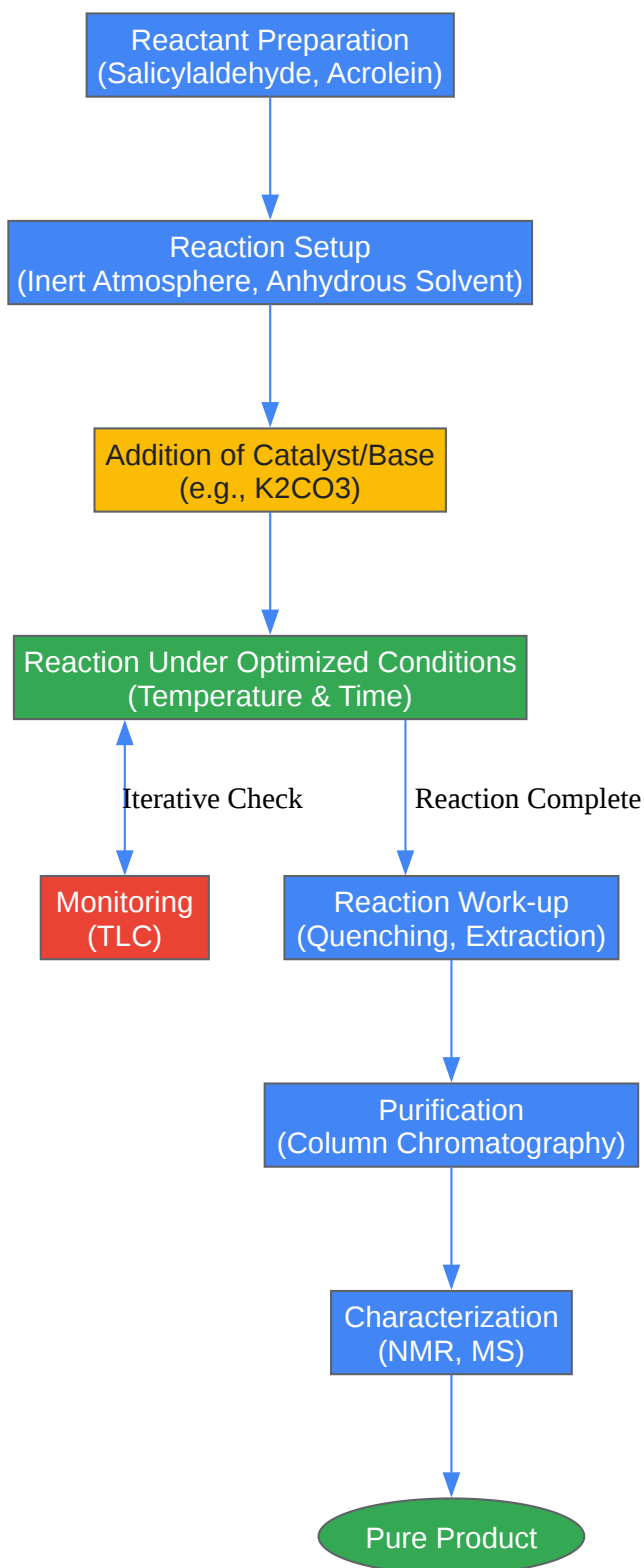 Reactant Preparation
(Salicylaldehyde, Acrolein)
Reaction Setup
(Inert Atmosphere, Anhydrous Solvent)
Addition of Catalyst/Base
(e.g., K2CO3)
Reaction Under Optimized Conditions
(Temperature & Time)
Iterative Check
Reaction Complete
Monitoring
(TLC)
Reaction Work-up
(Quenching, Extraction)
Purification
(Column Chromatography)
Characterization
(NMR, MS)
Pure Product